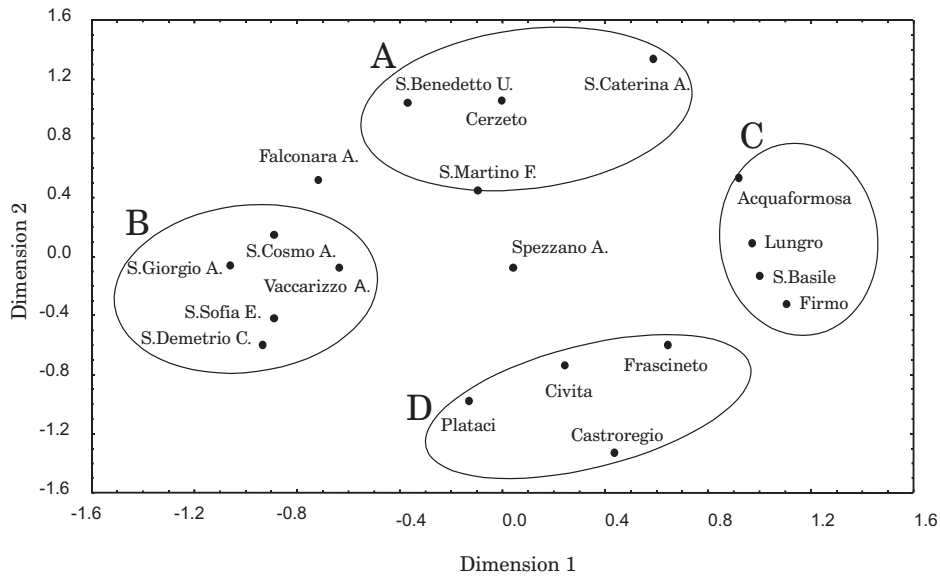 1.6
1.2
0.8
0.4
0.0
-0.4
-0.8
-1.2
-1.6
Dimension 2
A
S.Benedetto U.
S.Caterina A.
Cerzeto
S.Martino F.
Falconara A.
B
S.Cosmo A.
S.Giorgio A.
Vaccarizzo A.
S.Sofia E.
S.Demetrio C.
Spezzano A.
C
Acquaformosa
Lungro
S.Basile
Firmo
D
Frascineto
Civita
Plataci
Castroregio
-1.6 -1.2 -0.8 -0.4 0.0 0.4 0.8 1.2 1.6
Dimension 1